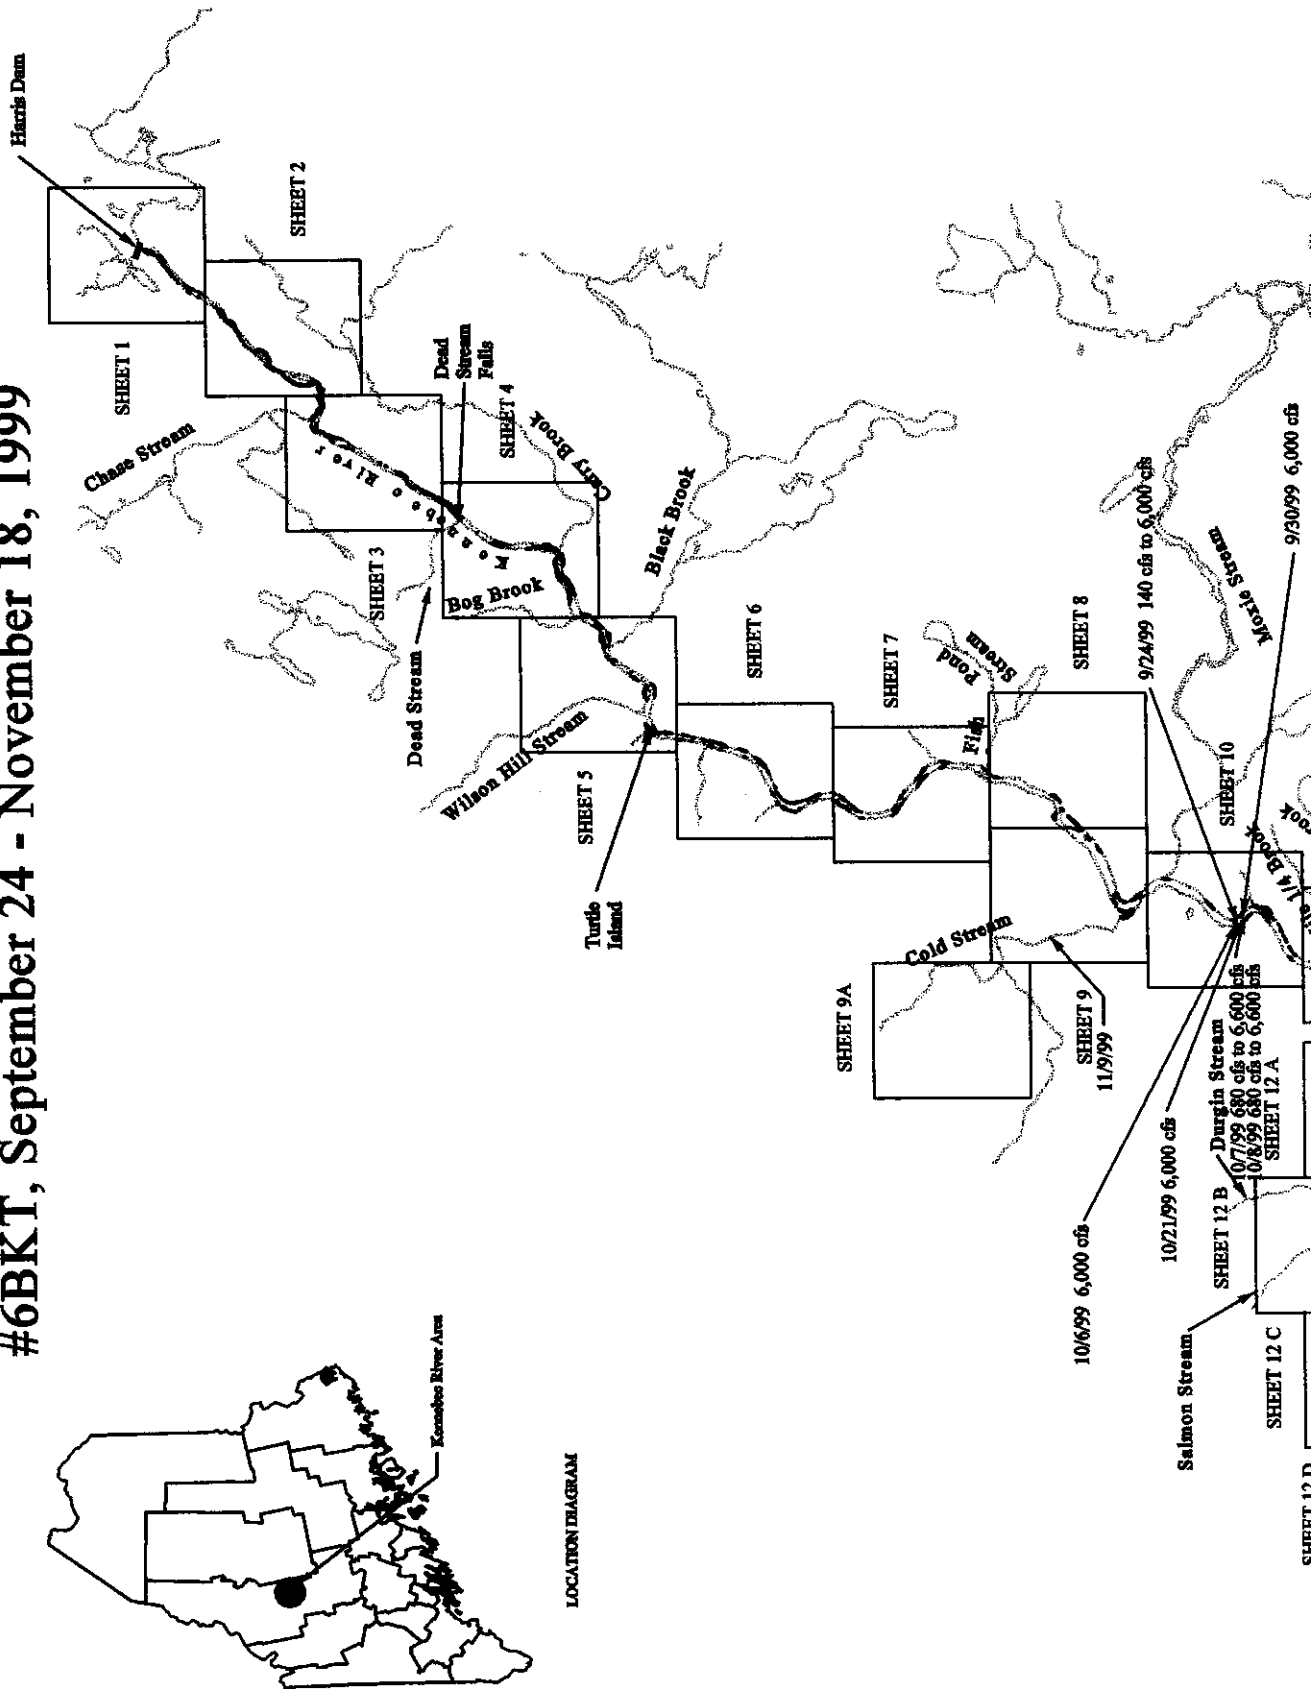 #6BKT, September 24 - November 18, 1999
Harris Dam
SHEET 1
SHEET 2
Chase Stream
Kennebec River
SHEET 3
Dead
Stream
Falls
SHEET 4
Carry Brook
Dead Stream
Bog Brook
Black Brook
Wilson Hill Stream
SHEET 5
Turtle
Island
SHEET 6
SHEET 7
Fish
Pond
Stream
SHEET 8
Cold Stream
SHEET 9A
SHEET 9
11/9/99
Moxie Stream
SHEET 10
9/24/99 140 cfs to 6,000 cfs
9/30/99 6,000 cfs
1/4 Brook
10/6/99 6,000 cfs
10/21/99 6,000 cfs
Durgin Stream
10/7/99 680 cfs to 6,600 cfs
10/8/99 680 cfs to 6,600 cfs
SHEET 12 A
SHEET 12 B
Salmon Stream
SHEET 12 C
SHEET 12 D
Kennebec River Area
LOCATION DIAGRAM